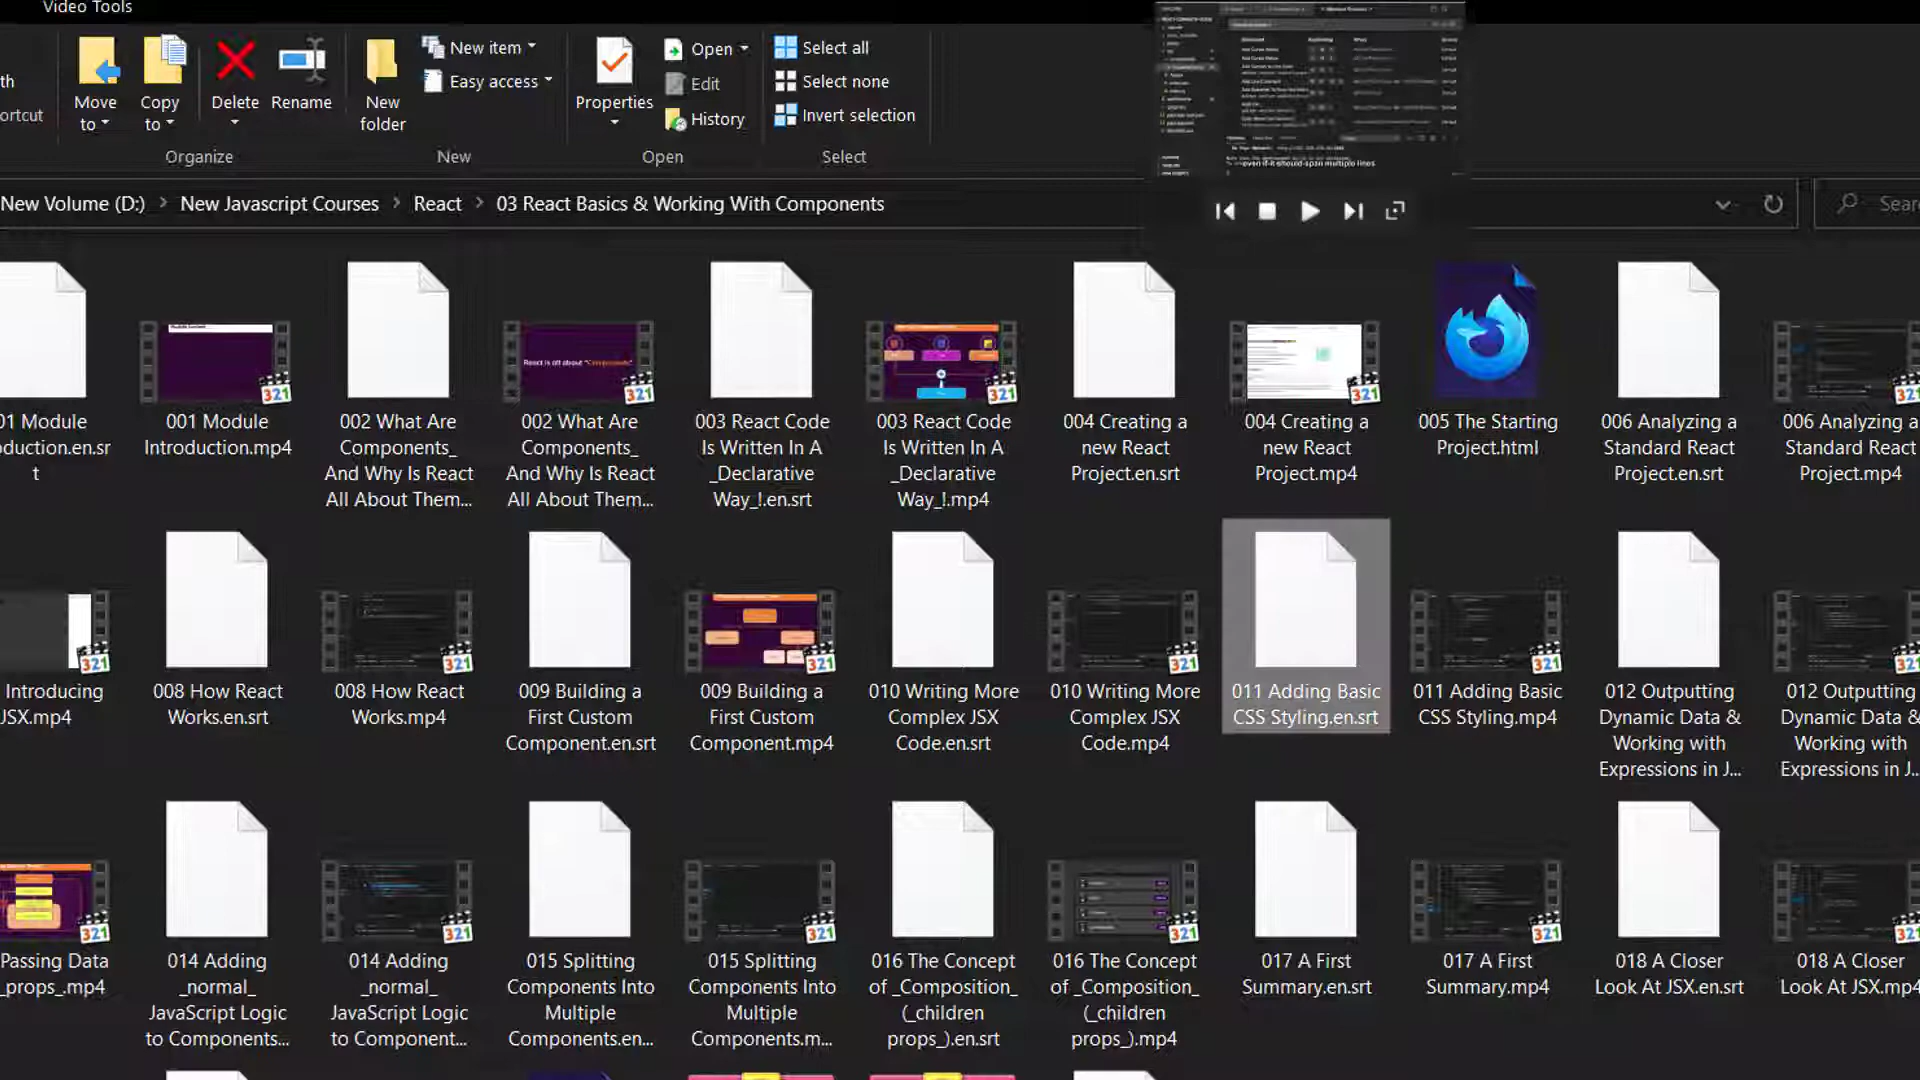 Video Tools
th
ortcut
Move to
Copy to
Delete
Rename
New folder
New item
Easy access
Properties
Open
Edit
History
Select all
Select none
Invert selection
Organize
New
Open
Select
even if it should span multiple lines
New Volume (D:) > New Javascript Courses > React > 03 React Basics & Working With Components
Sear
01 Module
oduction.en.sr
t
001 Module
Introduction.mp4
002 What Are
Components_
And Why Is React
All About Them...
002 What Are
Components_
And Why Is React
All About Them...
003 React Code
Is Written In A
_Declarative
Way_!.en.srt
003 React Code
Is Written In A
_Declarative
Way_!.mp4
004 Creating a
new React
Project.en.srt
004 Creating a
new React
Project.mp4
005 The Starting
Project.html
006 Analyzing a
Standard React
Project.en.srt
006 Analyzing a
Standard React
Project.mp4
Introducing
JSX.mp4
008 How React
Works.en.srt
008 How React
Works.mp4
009 Building a
First Custom
Component.en.srt
009 Building a
First Custom
Component.mp4
010 Writing More
Complex JSX
Code.en.srt
010 Writing More
Complex JSX
Code.mp4
011 Adding Basic
CSS Styling.en.srt
011 Adding Basic
CSS Styling.mp4
012 Outputting
Dynamic Data &
Working with
Expressions in J...
012 Outputting
Dynamic Data &
Working with
Expressions in J...
Passing Data
_props_.mp4
014 Adding
_normal_
JavaScript Logic
to Components...
014 Adding
_normal_
JavaScript Logic
to Component...
015 Splitting
Components Into
Multiple
Components.en...
015 Splitting
Components Into
Multiple
Components.m...
016 The Concept
of _Composition_
(_children
props_).en.srt
016 The Concept
of _Composition_
(_children
props_).mp4
017 A First
Summary.en.srt
017 A First
Summary.mp4
018 A Closer
Look At JSX.en.srt
018 A Closer
Look At JSX.mp4